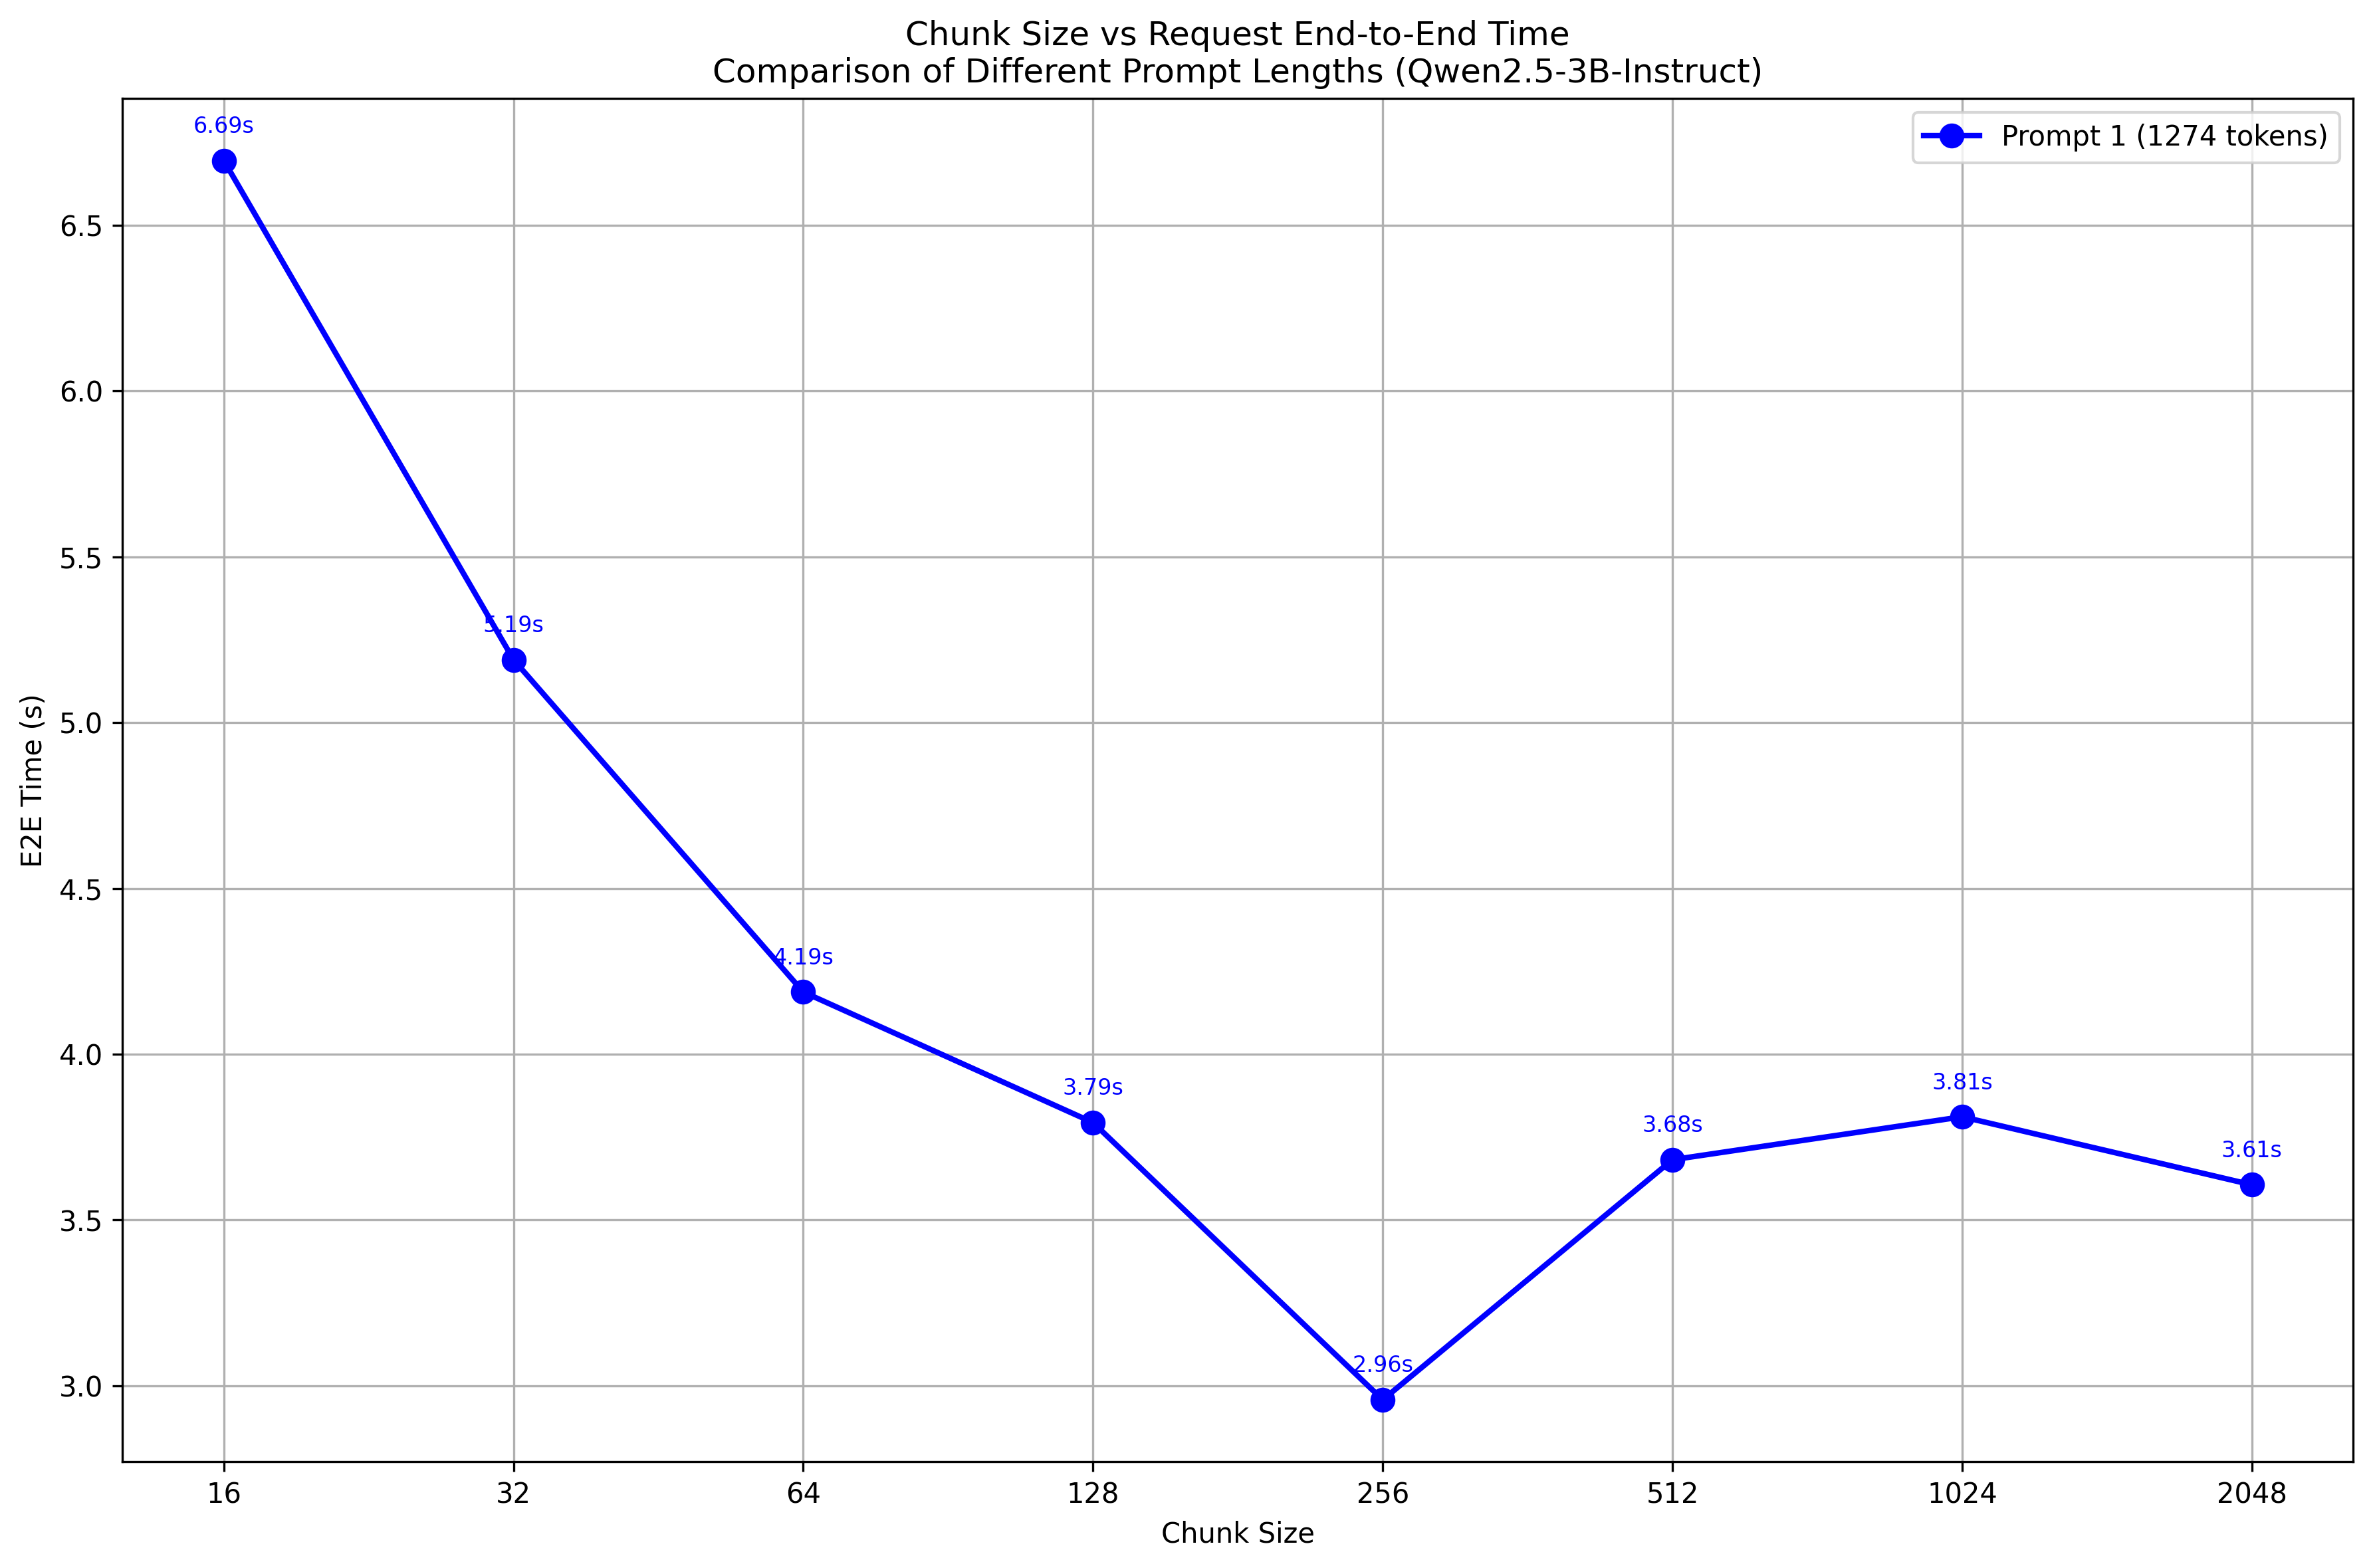 Chunk Size vs Request End-to-End Time
Comparison of Different Prompt Lengths (Qwen2.5-3B-Instruct)
Prompt 1 (1274 tokens)
E2E Time (s)
6.5
6.0
5.5
5.0
4.5
4.0
3.5
3.0
6.69s
5.19s
4.19s
3.79s
2.96s
3.68s
3.81s
3.61s
16
32
64
128
256
512
1024
2048
Chunk Size